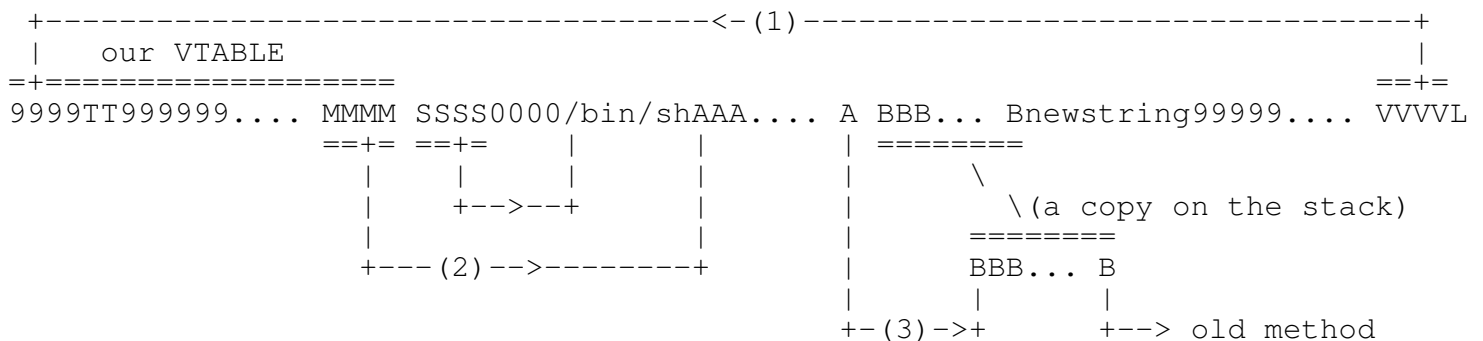 +------------------------------------<-(1)---------------------------------+
|    our VTABLE                                                            |
=+===================                                                     ==+=
9999TT999999.... MMMM SSSS0000/bin/shAAA.... A BBB... Bnewstring99999.... VVVVL
                 ==+= ==+=    |      |       | ========
                   |    |     |      |       |     \
                   |    +-->--+      |       |      \(a copy on the stack)
                   |                 |       |     ========
                   +---(2)-->--------+       |     BBB... B
                                             |     |      |
                                             +-(3)->+      +--> old method